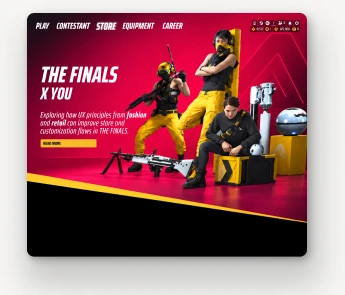 PLAY CONTESTANT STORE EQUIPMENT CAREER
THE FINALS
X YOU
Exploring how UX principles from fashion
and retail can improve store and
customization flows in THE FINALS.
READ MORE